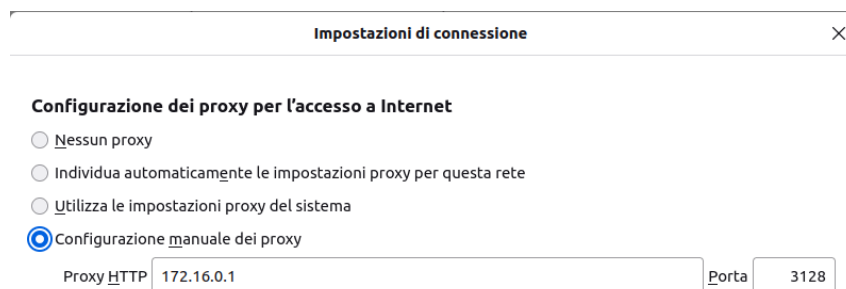 Impostazioni di connessione
Configurazione dei proxy per l'accesso a Internet
Nessun proxy
Individua automaticamente le impostazioni proxy per questa rete
Utilizza le impostazioni proxy del sistema
Configurazione manuale dei proxy
Proxy HTTP 172.16.0.1 Porta 3128